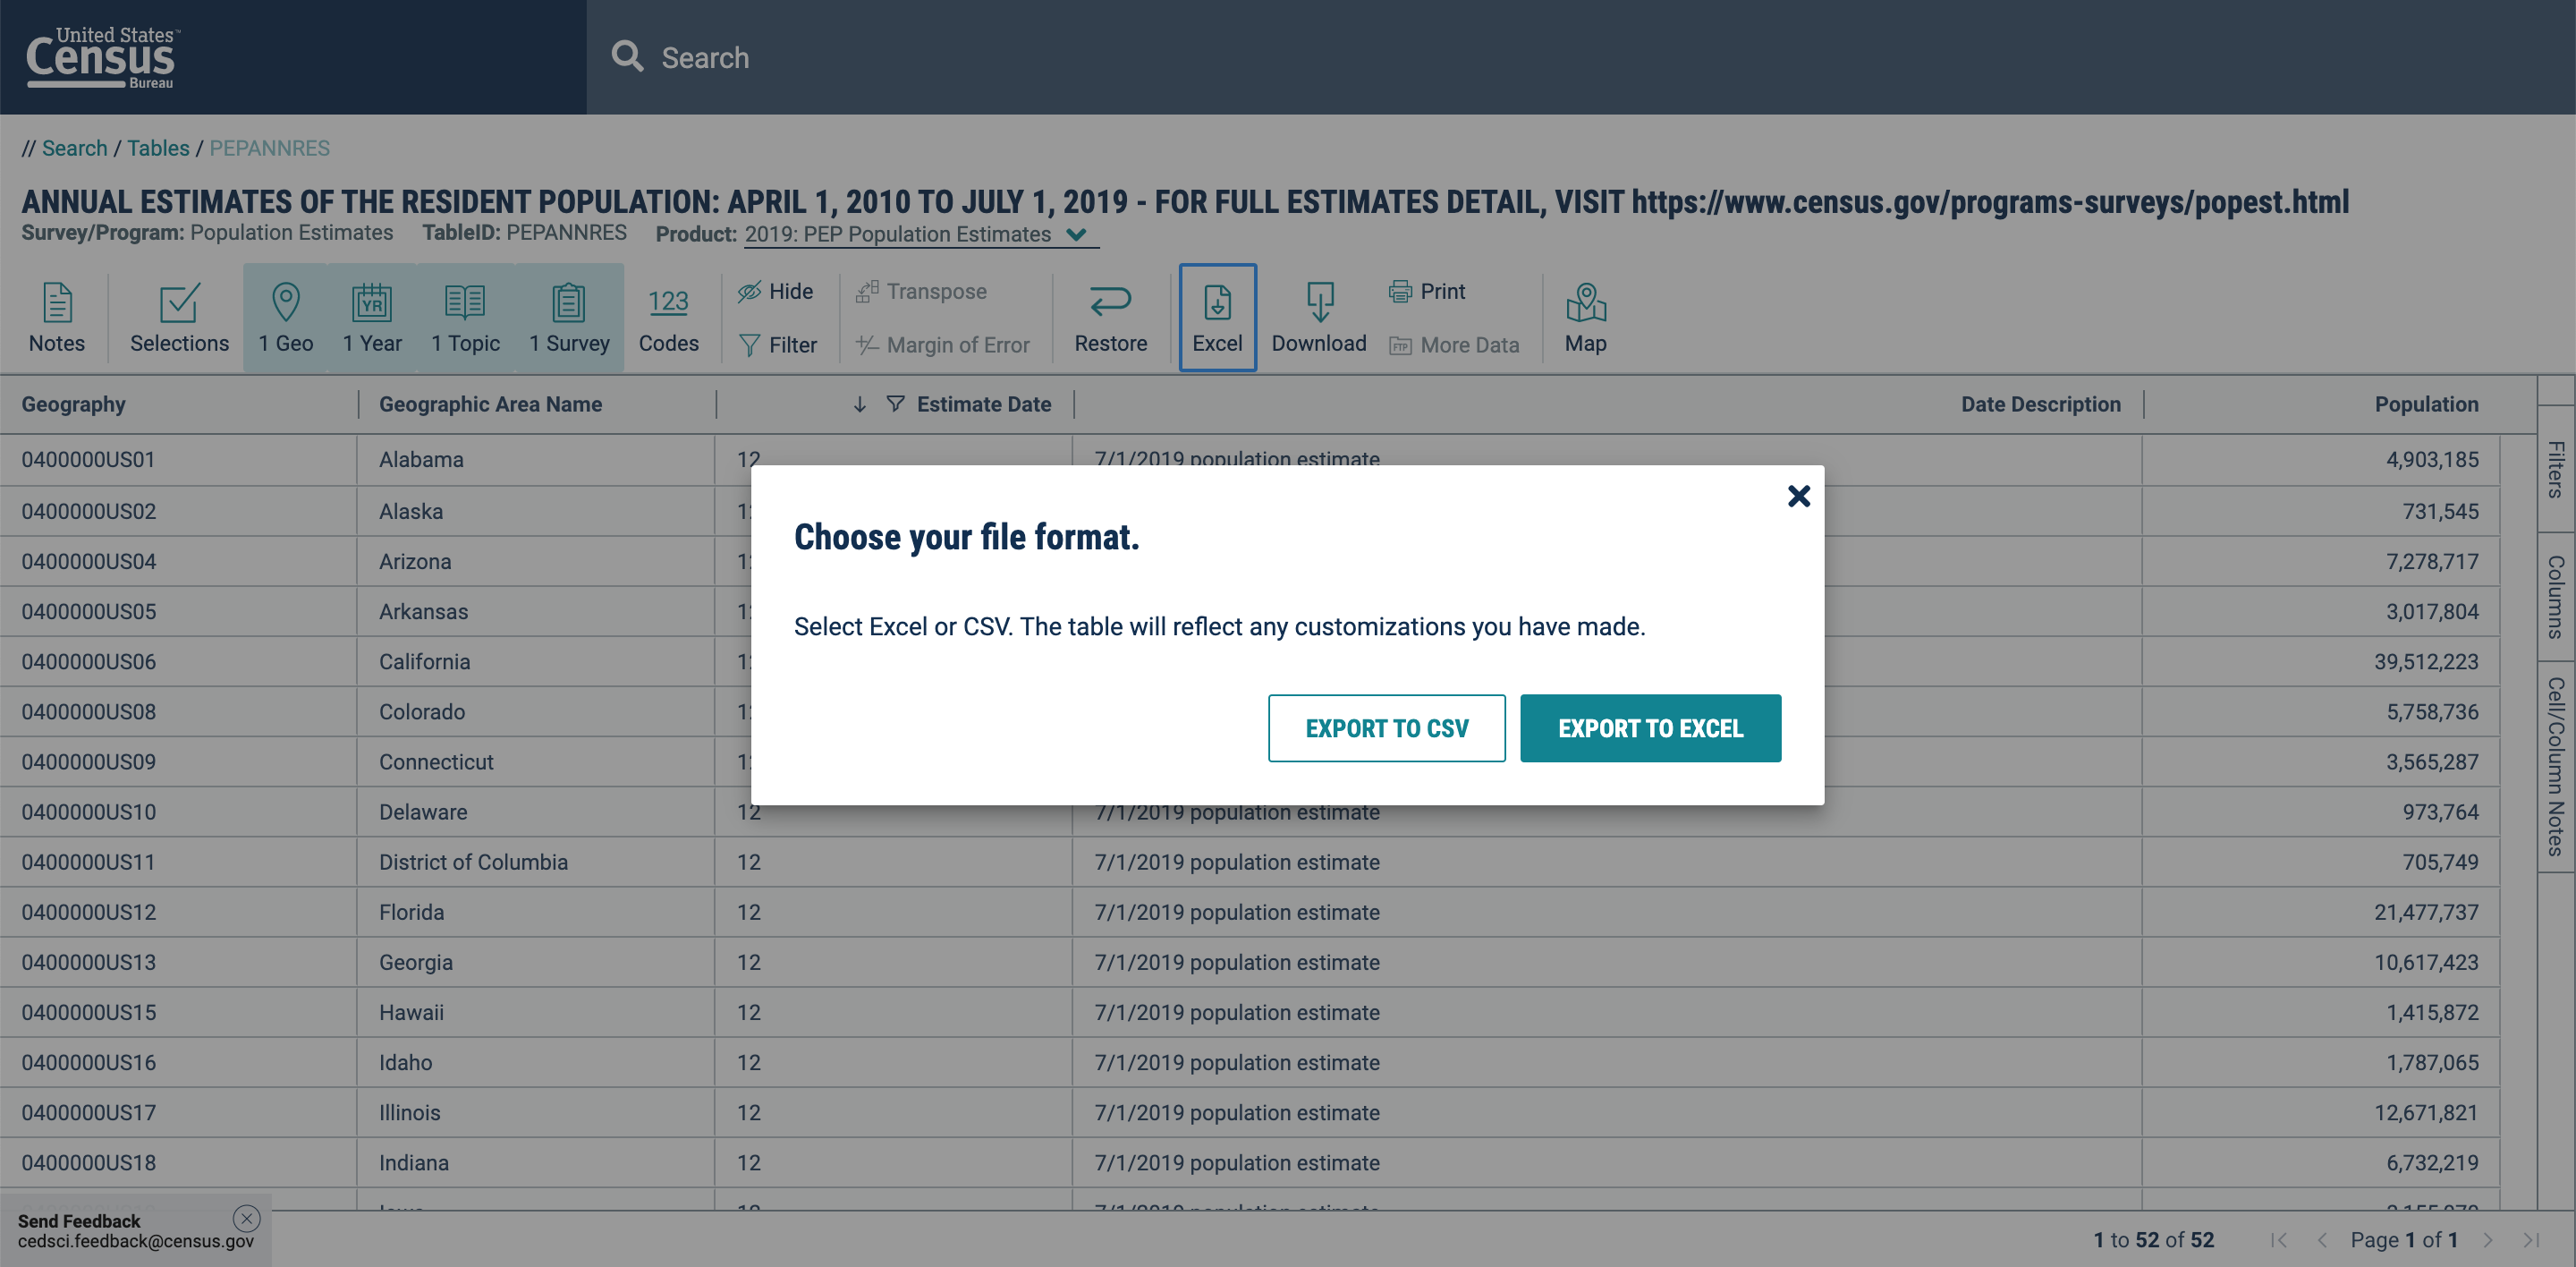 United States™
Census
Bureau
Search
// Search / Tables / PEPANNRES
ANNUAL ESTIMATES OF THE RESIDENT POPULATION: APRIL 1, 2010 TO JULY 1, 2019 - FOR FULL ESTIMATES DETAIL, VISIT https://www.census.gov/programs-surveys/popest.html
Survey/Program: Population Estimates TableID: PEPANNRES Product: 2019: PEP Population Estimates
YR 123 Hide Transpose Print
Notes Selections 1 Geo 1 Year 1 Topic 1 Survey Codes Filter Margin of Error Restore Excel Download FTP More Data Map
Geography Geographic Area Name Estimate Date Date Description Population
0400000US01 Alabama 12 7/1/2019 population estimate 4,903,185
0400000US02 Alaska 731,545
0400000US04 Arizona 7,278,717
0400000US05 Arkansas 3,017,804
0400000US06 California 39,512,223
0400000US08 Colorado 5,758,736
0400000US09 Connecticut 3,565,287
0400000US10 Delaware 12 7/1/2019 population estimate 973,764
0400000US11 District of Columbia 12 7/1/2019 population estimate 705,749
0400000US12 Florida 12 7/1/2019 population estimate 21,477,737
0400000US13 Georgia 12 7/1/2019 population estimate 10,617,423
0400000US15 Hawaii 12 7/1/2019 population estimate 1,415,872
0400000US16 Idaho 12 7/1/2019 population estimate 1,787,065
0400000US17 Illinois 12 7/1/2019 population estimate 12,671,821
0400000US18 Indiana 12 7/1/2019 population estimate 6,732,219
Filters
Columns
Cell/Column Notes
Choose your file format.
Select Excel or CSV. The table will reflect any customizations you have made.
EXPORT TO CSV EXPORT TO EXCEL
Send Feedback
cedsci.feedback@census.gov
1 to 52 of 52 Page 1 of 1